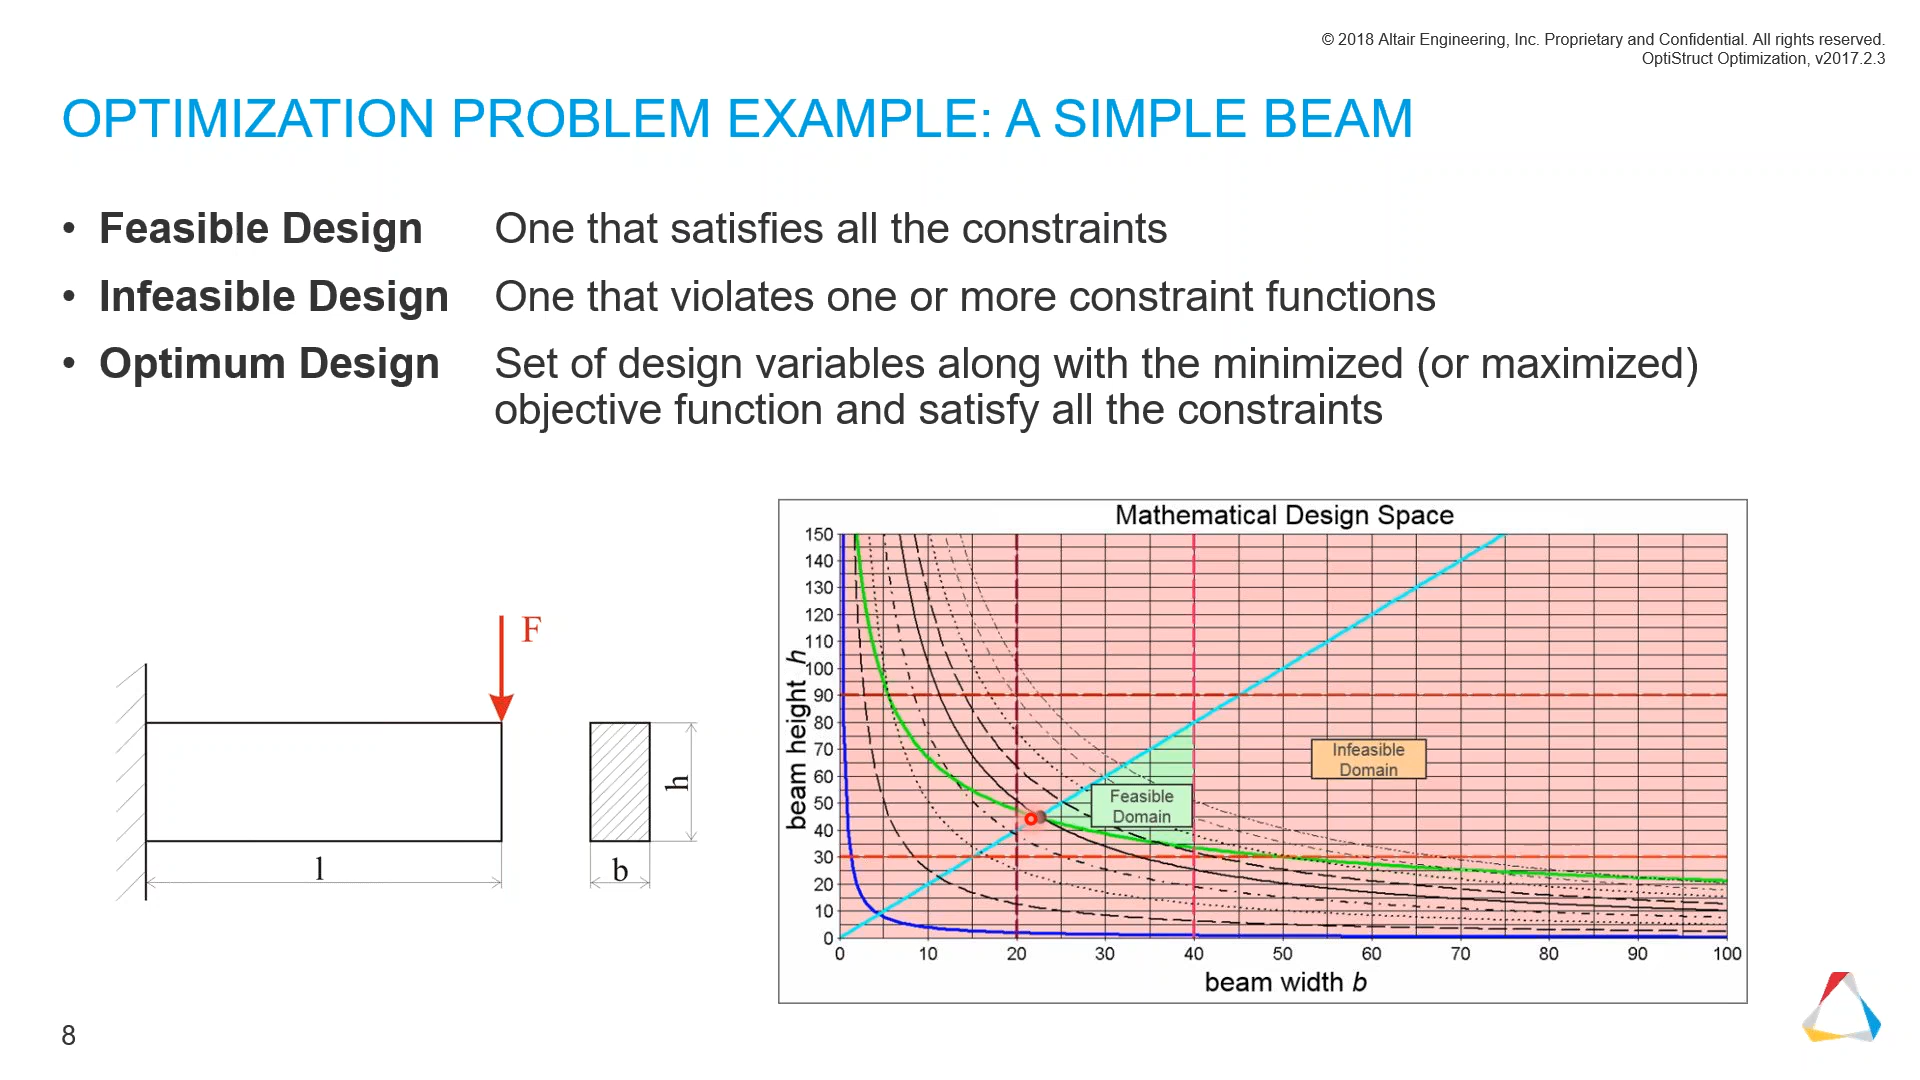 © 2018 Altair Engineering, Inc. Proprietary and Confidential. All rights reserved.
OptiStruct Optimization, v2017.2.3
OPTIMIZATION PROBLEM EXAMPLE: A SIMPLE BEAM
• Feasible Design One that satisfies all the constraints
• Infeasible Design One that violates one or more constraint functions
• Optimum Design Set of design variables along with the minimized (or maximized)
objective function and satisfy all the constraints
F
l
b
h
Mathematical Design Space
beam height h
150
140
130
120
110
100
90
80
70
60
50
40
30
20
10
0
Infeasible
Domain
Feasible
Domain
0 10 20 30 40 50 60 70 80 90 100
beam width b
8